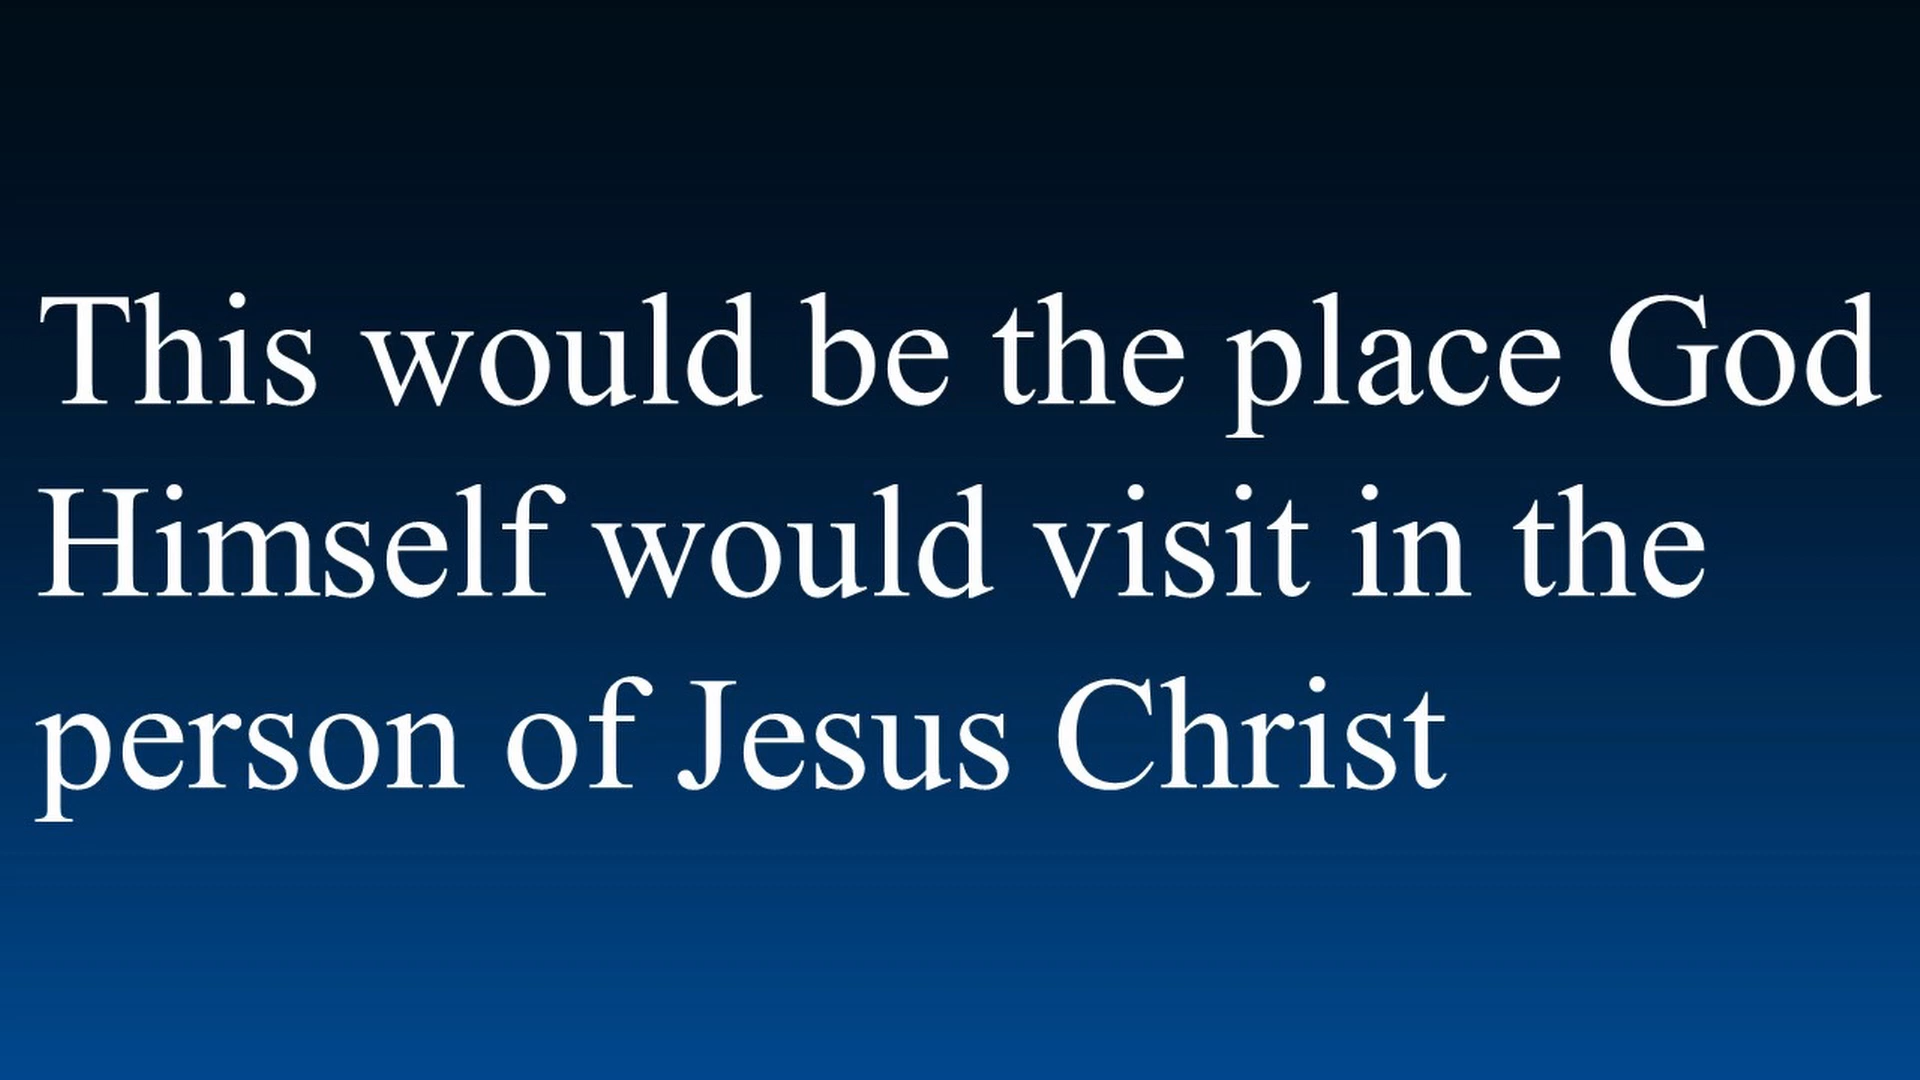 This would be the place God
Himself would visit in the
person of Jesus Christ